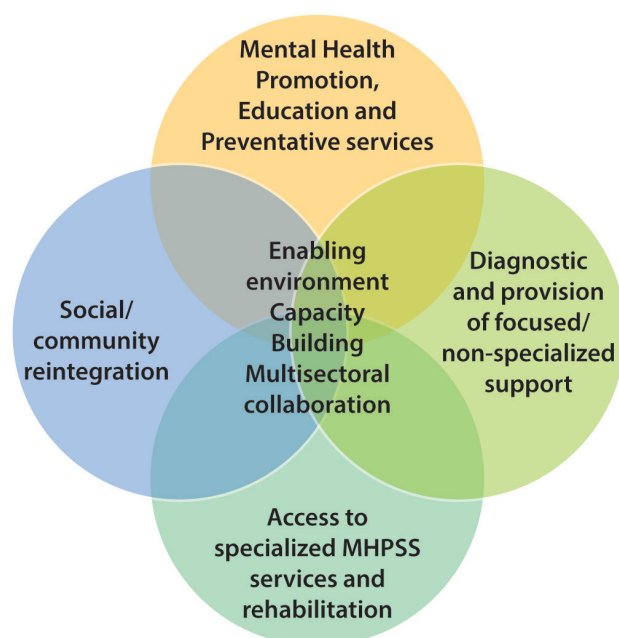 Mental Health
Promotion,
Education and
Preventative services
Enabling
environment
Capacity
Building
Multisectoral
collaboration
Social/
community
reintegration
Diagnostic
and provision
of focused/
non-specialized
support
Access to
specialized MHPSS
services and
rehabilitation